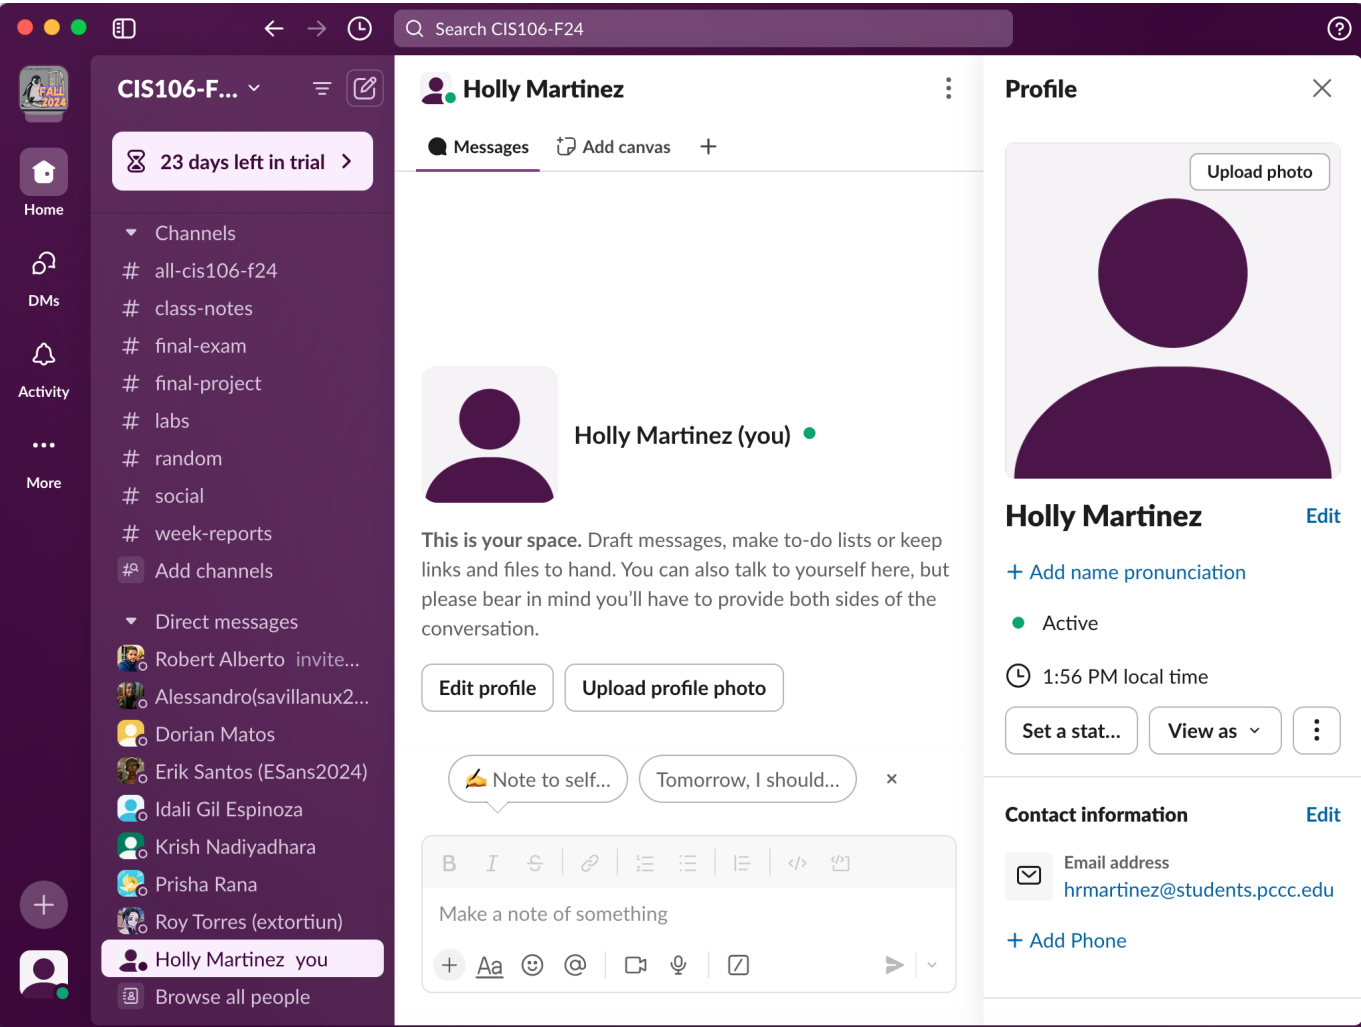 Search CIS106-F24
FALL
2024
CIS106-F...
23 days left in trial
Home
DMs
Activity
More
Channels
# all-cis106-f24
# class-notes
# final-exam
# final-project
# labs
# random
# social
# week-reports
Add channels
Direct messages
Robert Alberto invite...
Alessandro(savillanux2...
Dorian Matos
Erik Santos (ESans2024)
Idali Gil Espinoza
Krish Nadiyadhara
Prisha Rana
Roy Torres (extortiun)
Holly Martinez you
Browse all people
Holly Martinez
Messages
Add canvas
Holly Martinez (you)
This is your space. Draft messages, make to-do lists or keep
links and files to hand. You can also talk to yourself here, but
please bear in mind you’ll have to provide both sides of the
conversation.
Edit profile
Upload profile photo
✍️ Note to self...
Tomorrow, I should...
B I S
Make a note of something
Aa
Profile
Upload photo
Holly Martinez
Edit
+ Add name pronunciation
Active
1:56 PM local time
Set a stat...
View as
Contact information
Edit
Email address
hrmartinez@students.pccc.edu
+ Add Phone